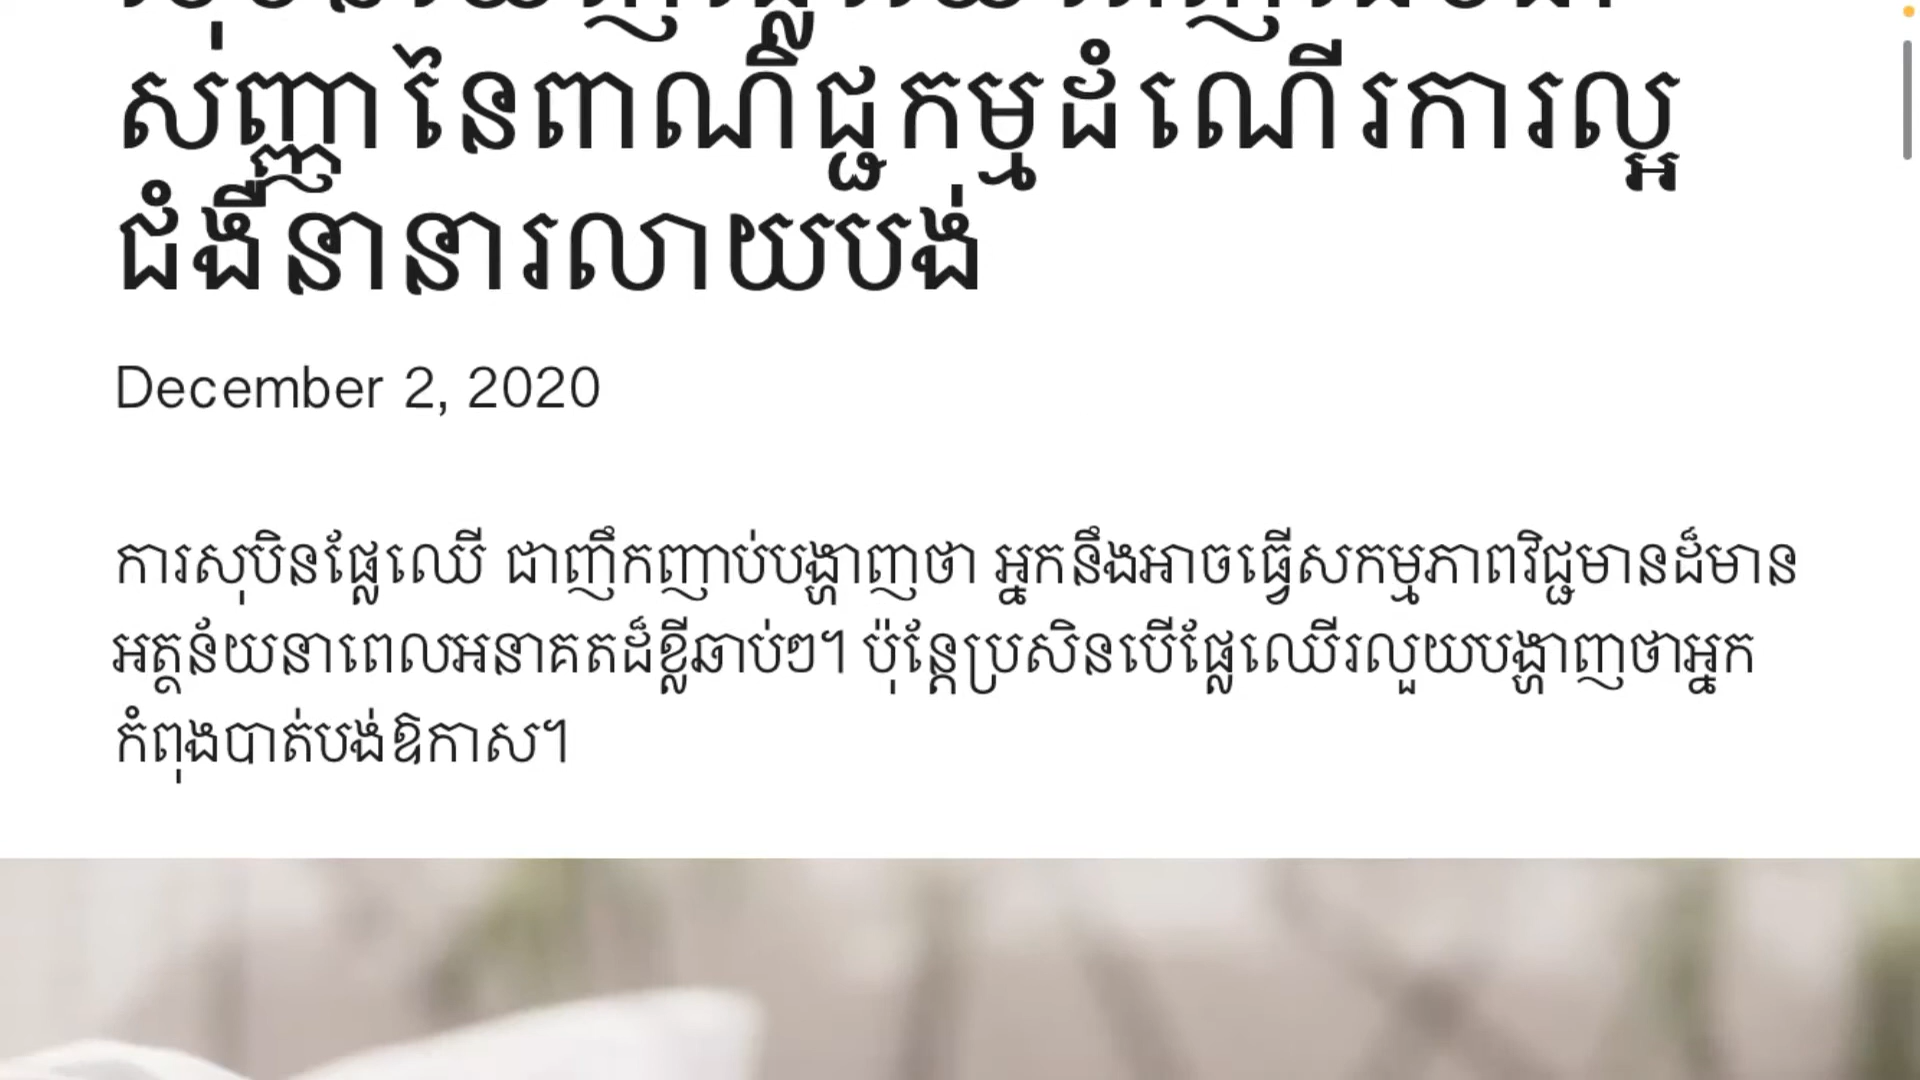 សញ្ញានៃពាណិជ្ជកម្មដំណើរការល្អ
ជំងឺនានារលាយបង់
December 2, 2020
ការសុបិនផ្លែឈើ ជាញឹកញាប់បង្ហាញថា អ្នកនឹងអាចធ្វើសកម្មភាពវិជ្ជមានដ៏មាន
អត្ថន័យនាពេលអនាគតដ៏ខ្លីឆាប់ៗ។ ប៉ុន្តែប្រសិនបើផ្លែឈើរលួយបង្ហាញថាអ្នក
កំពុងបាត់បង់ឱកាស។